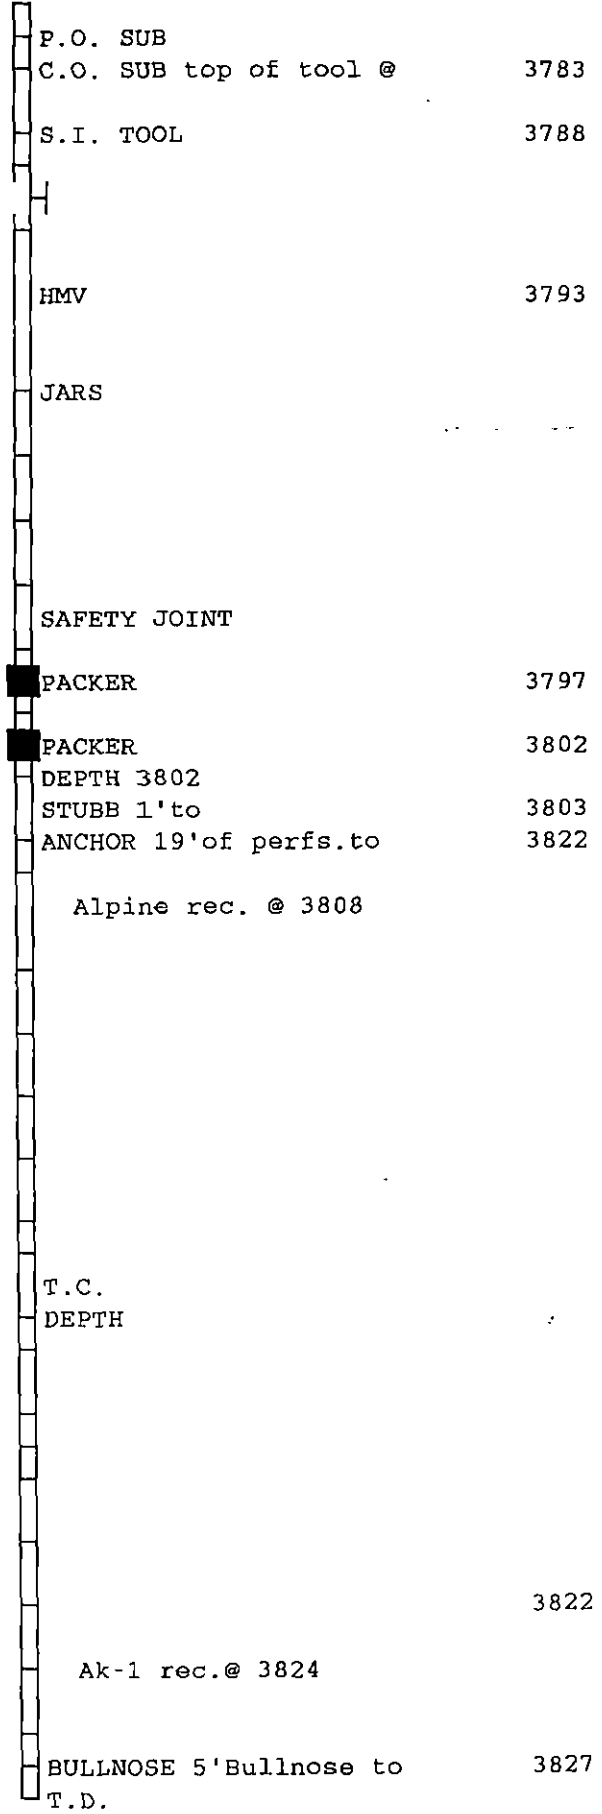 P.O. SUB
C.O. SUB top of tool @ 3783
S.I. TOOL 3788
HMV 3793
JARS
SAFETY JOINT
PACKER 3797
PACKER 3802
DEPTH 3802
STUBB 1'to 3803
ANCHOR 19'of perfs.to 3822
Alpine rec. @ 3808
T.C.
DEPTH
3822
Ak-1 rec.@ 3824
BULLNOSE 5'Bullnose to 3827
T.D.